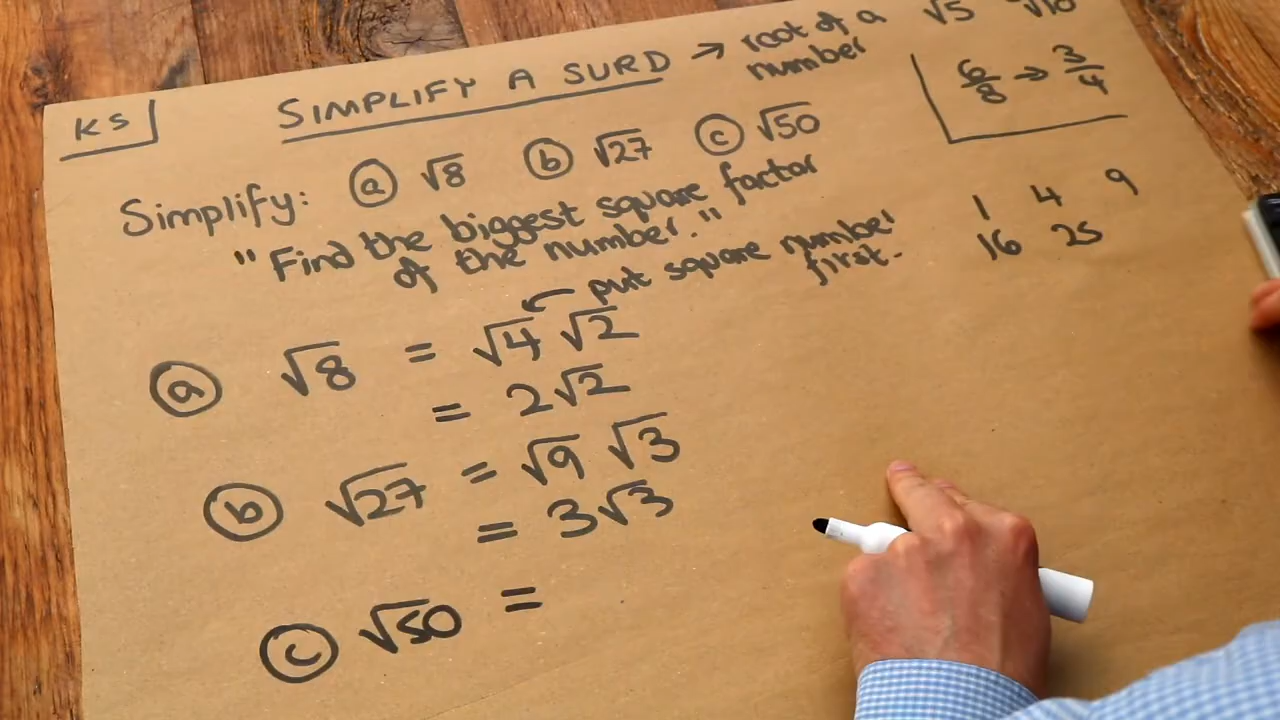 KS
SIMPLIFY A SURD → root of a number
√5 √10
6/8 → 3/4
Simplify: ⓐ √8 ⓑ √27 ⓒ √50
"Find the biggest square factor
of the number."
put square number
first.
1 4 9
16 25
ⓐ √8 = √4 √2
= 2√2
ⓑ √27 = √9 √3
= 3√3
ⓒ √50 =